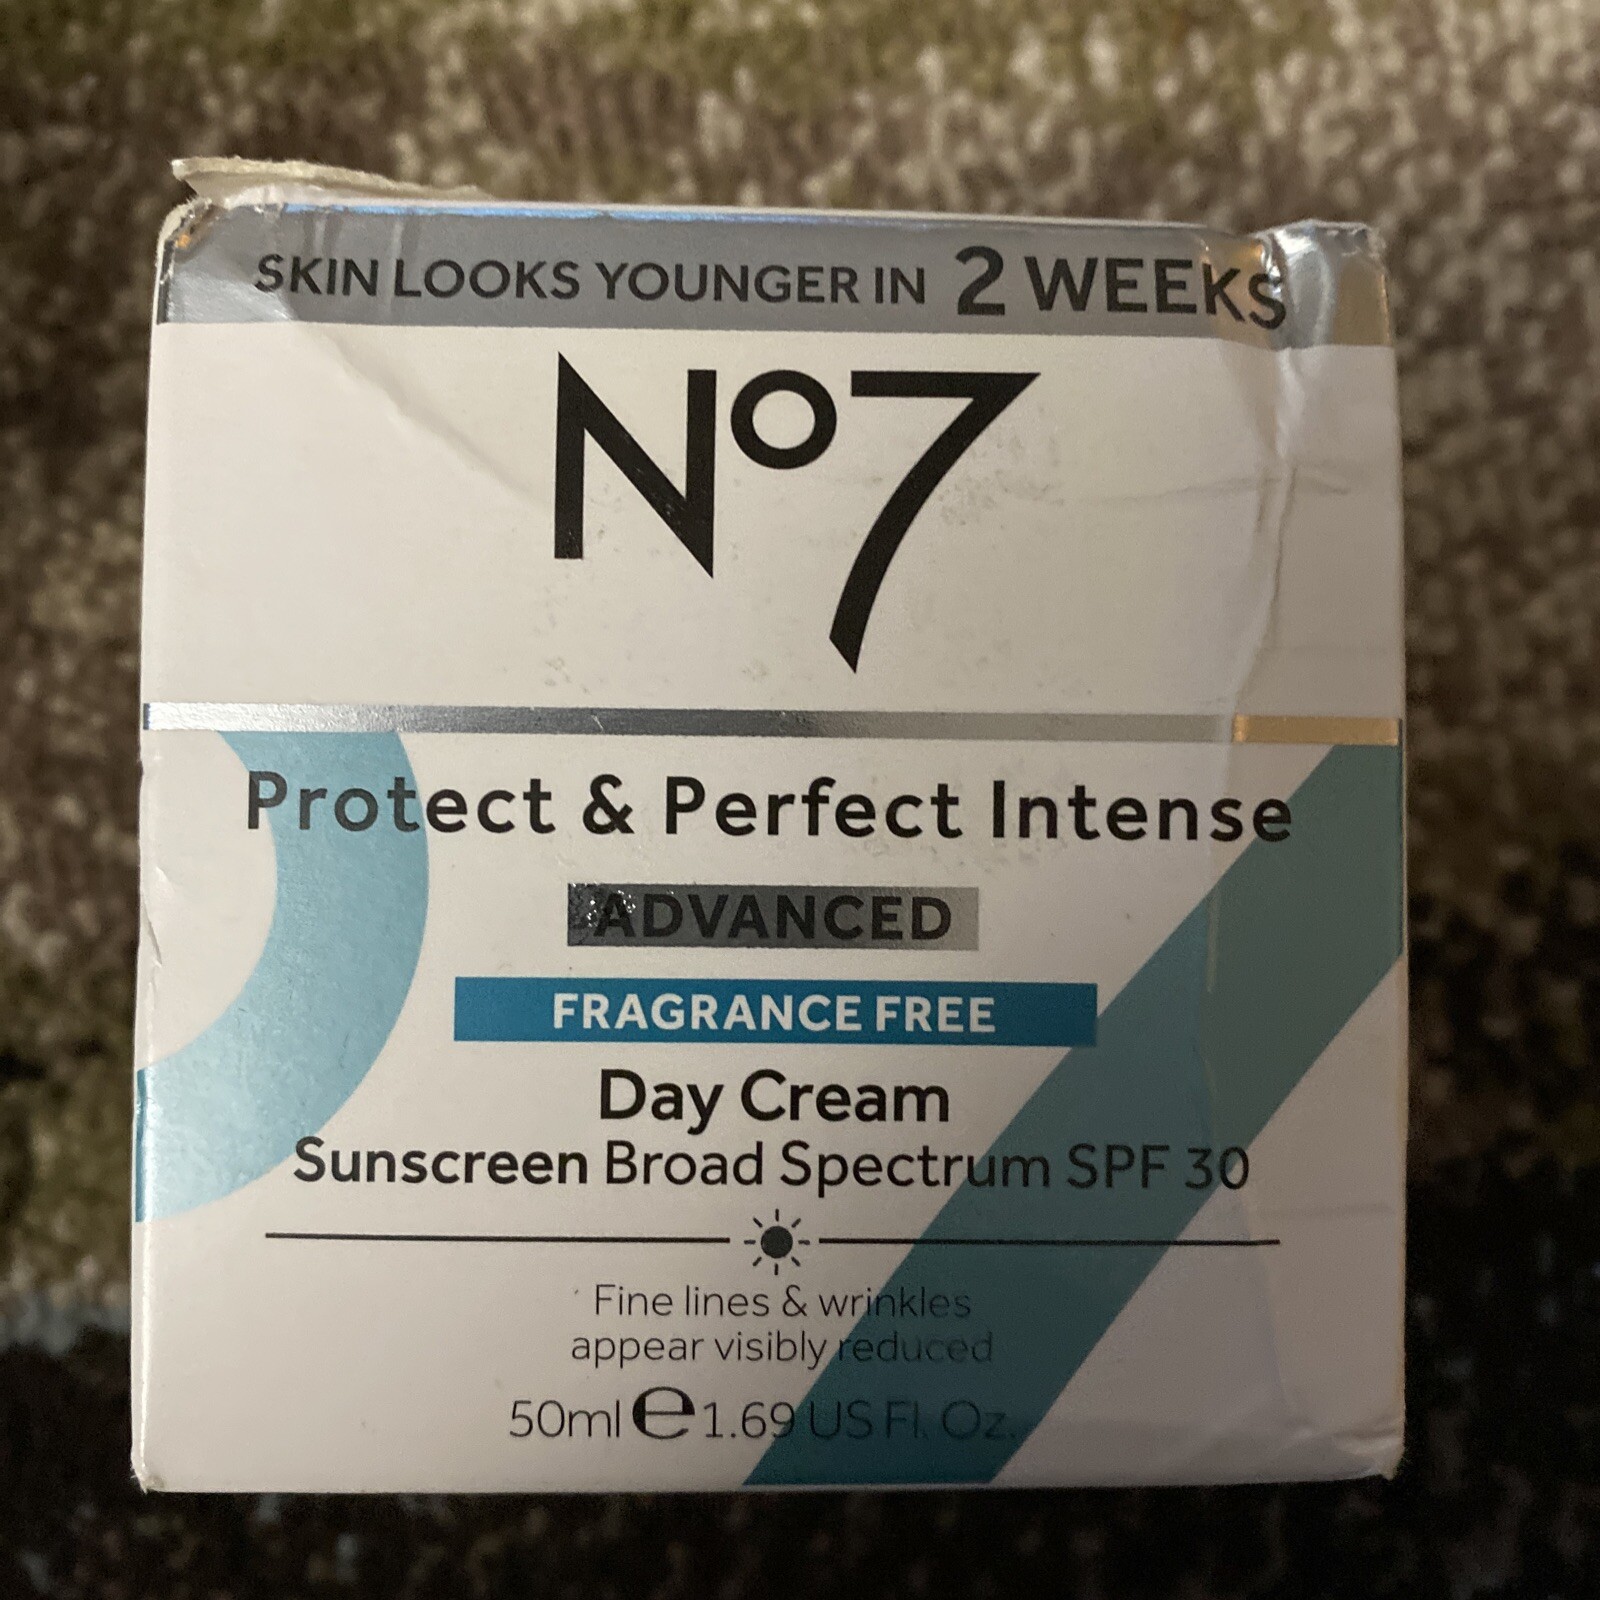 SKIN LOOKS YOUNGER IN 2 WEEKS
Nº7
Protect & Perfect Intense
ADVANCED
FRAGRANCE FREE
Day Cream
Sunscreen Broad Spectrum SPF 30
Fine lines & wrinkles
appear visibly reduced
50ml ℮ 1.69 US Fl. Oz.